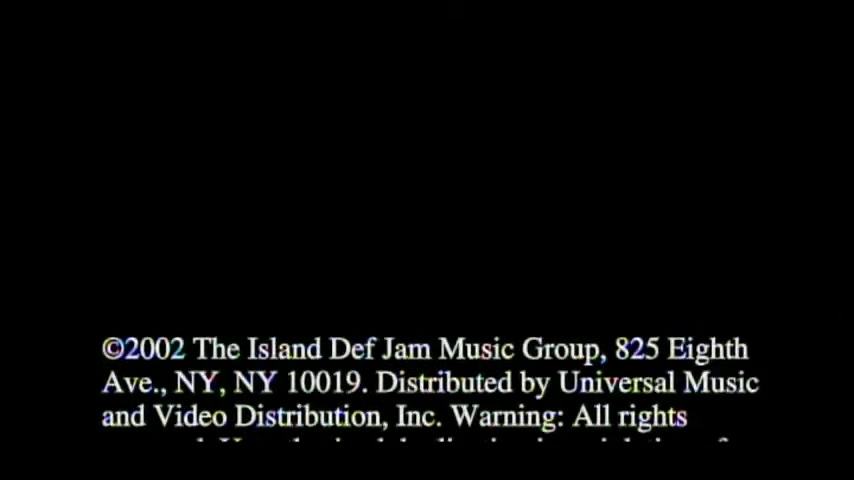 ©2002 The Island Def Jam Music Group, 825 Eighth
Ave., NY, NY 10019. Distributed by Universal Music
and Video Distribution, Inc. Warning: All rights